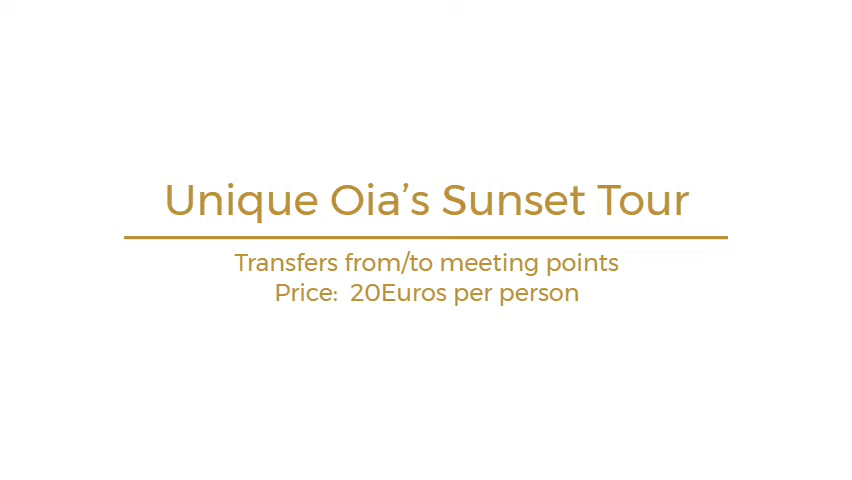 Unique Oia’s Sunset Tour
Transfers from/to meeting points
Price:  20Euros per person